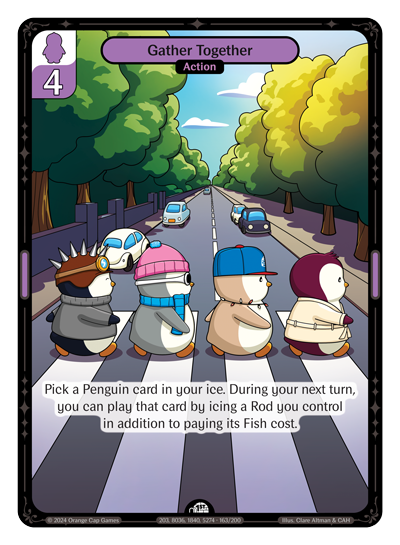 4
Gather Together
Action
Pick a Penguin card in your ice. During your next turn,
you can play that card by icing a Rod you control
in addition to paying its Fish cost.
© 2024 Orange Cap Games
203, 8036, 1840, 5274 · 163/200
Illus. Clare Altman & CAH